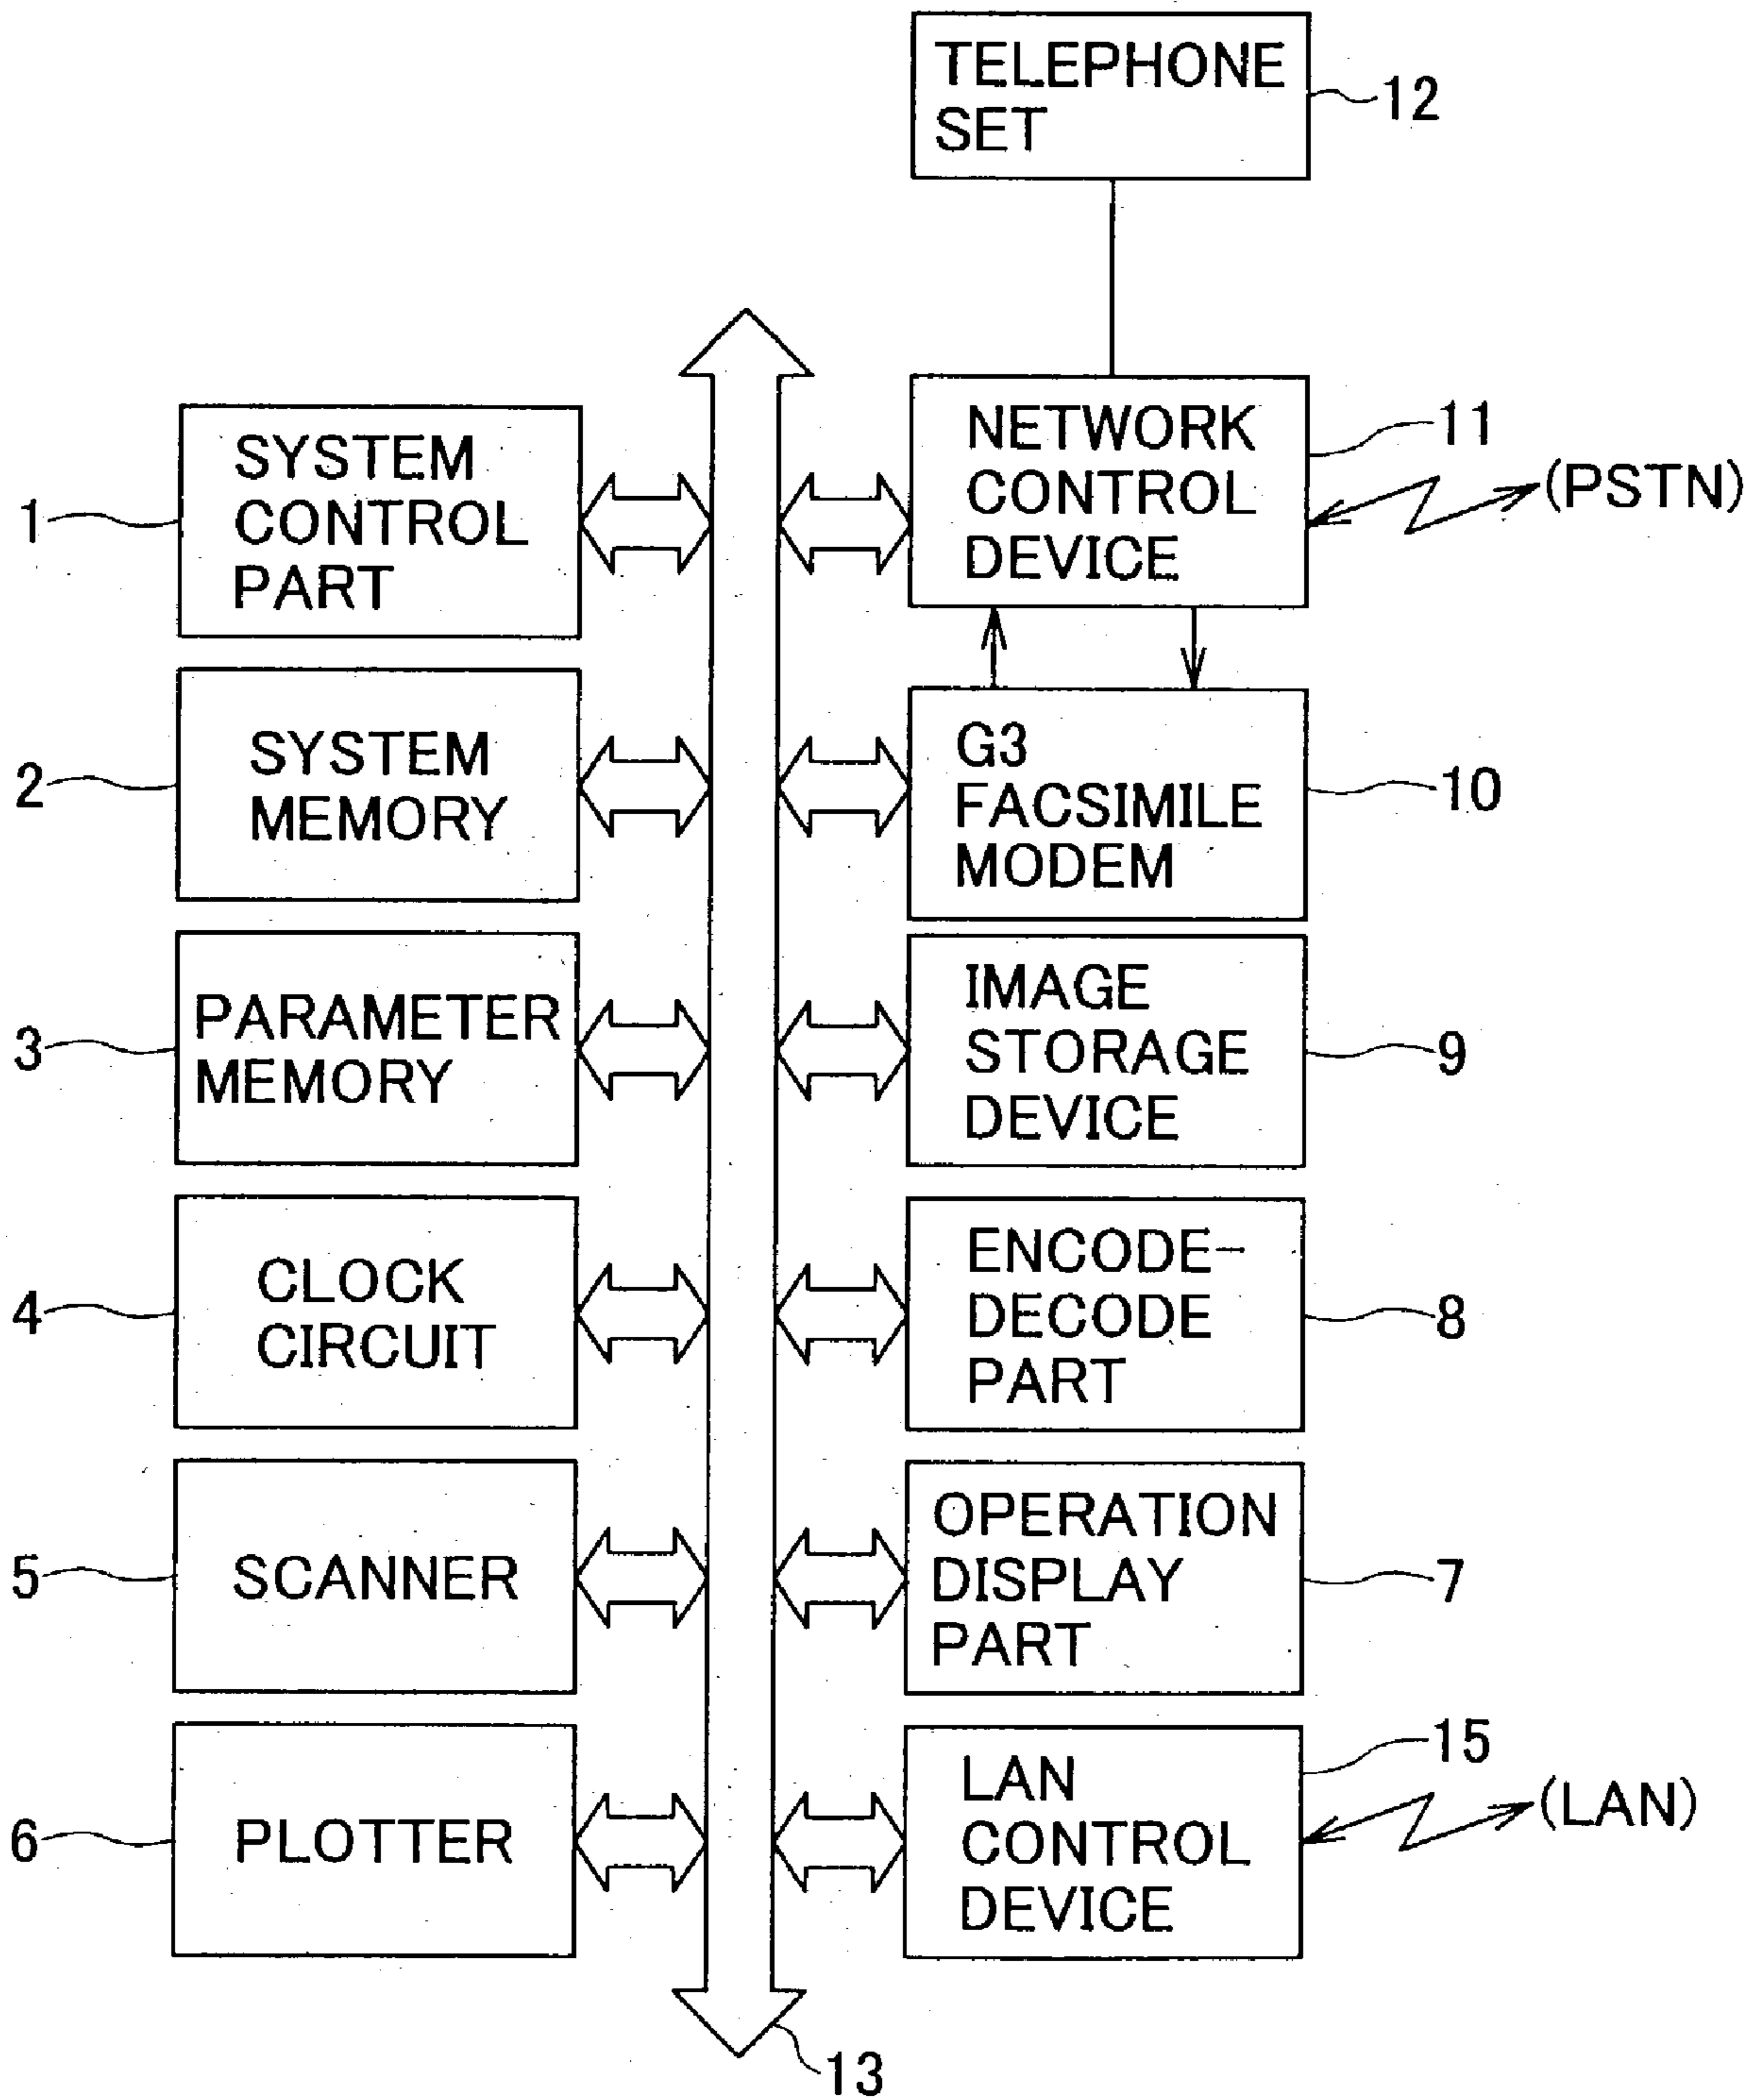 TELEPHONE
SET
12
SYSTEM
CONTROL
PART
1
NETWORK
CONTROL
DEVICE
11
(PSTN)
SYSTEM
MEMORY
2
G3
FACSIMILE
MODEM
10
PARAMETER
MEMORY
3
IMAGE
STORAGE
DEVICE
9
CLOCK
CIRCUIT
4
ENCODE-
DECODE
PART
8
SCANNER
5
OPERATION
DISPLAY
PART
7
PLOTTER
6
LAN
CONTROL
DEVICE
15
(LAN)
13